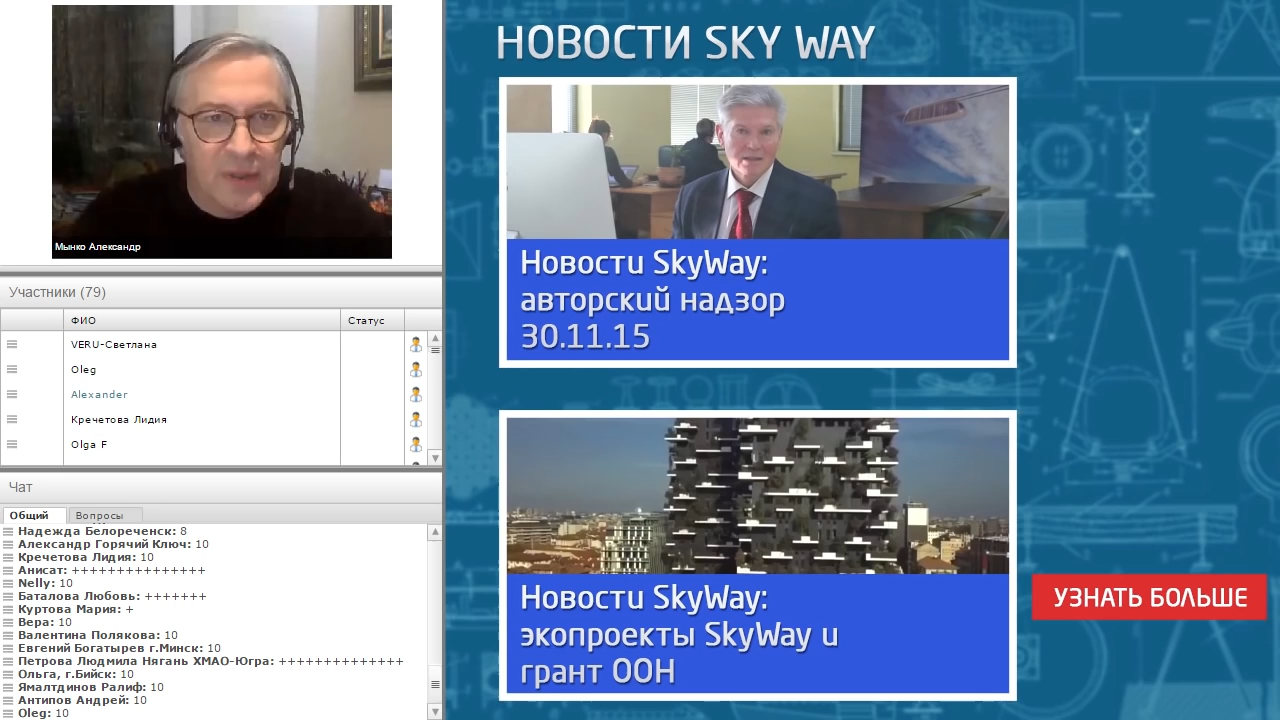 Мынко Александр
Участники (79)
ФИО Статус
VERU-Светлана
Oleg
Alexander
Кречетова Лидия
Olga F
Чат
Общий Вопросы
Надежда Белореченск: 8
Александр Горячий Ключ: 10
Кречетова Лидия: 10
Анисат: +++++++++++++++
Nelly: 10
Баталова Любовь: +++++++
Куртова Мария: +
Вера: 10
Валентина Полякова: 10
Евгений Богатырев г.Минск: 10
Петрова Людмила Нягань ХМАО-Югра: ++++++++++++++
Ольга, г.Бийск: 10
Ямалтдинов Ралиф: 10
Антипов Андрей: 10
Oleg: 10
НОВОСТИ SKY WAY
Новости SkyWay:
авторский надзор
30.11.15
Новости SkyWay:
экопроекты SkyWay и
грант ООН
УЗНАТЬ БОЛЬШЕ